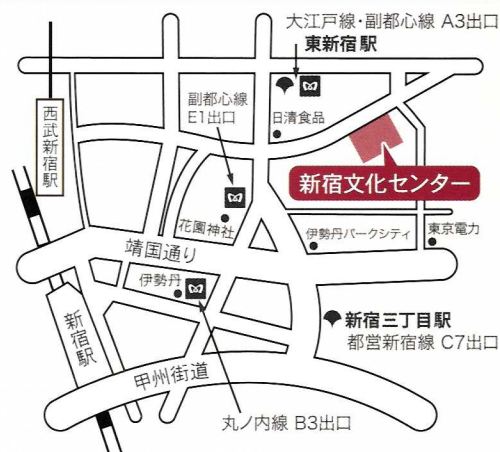 大江戸線・副都心線 A3出口
東新宿駅
副都心線
E1出口
日清食品
西武新宿駅
新宿文化センター
花園神社
伊勢丹パークシティ
東京電力
靖国通り
伊勢丹
新宿駅
新宿三丁目駅
都営新宿線 C7出口
甲州街道
丸ノ内線 B3出口